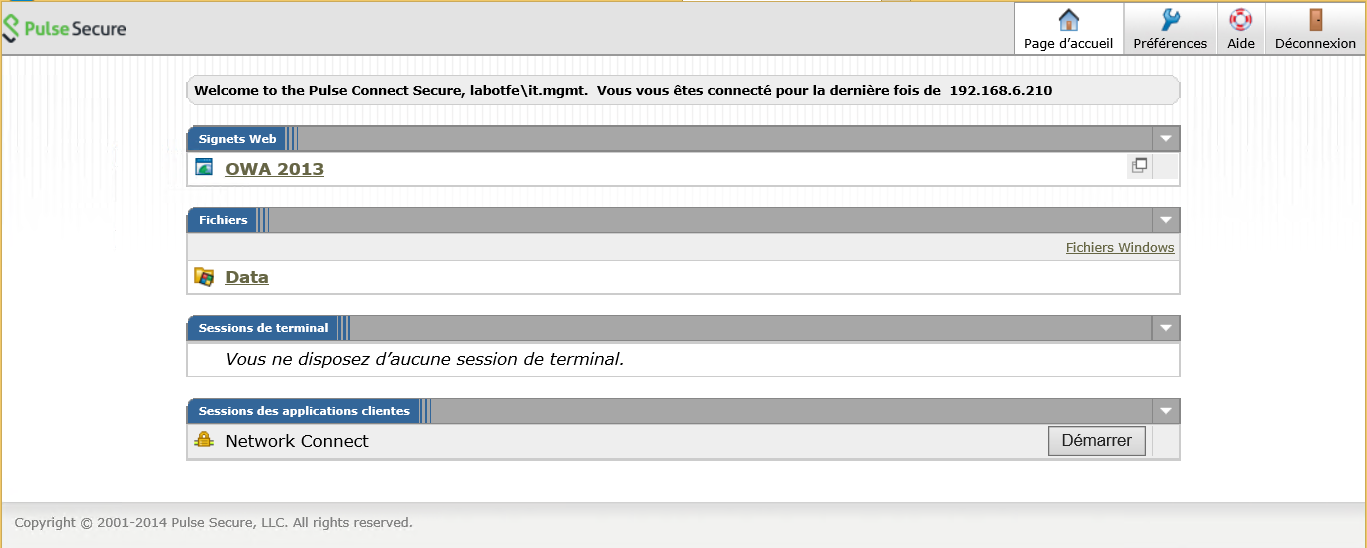 Pulse Secure
Page d’accueil
Préférences
Aide
Déconnexion
Welcome to the Pulse Connect Secure, labotfe\it.mgmt. Vous vous êtes connecté pour la dernière fois de 192.168.6.210
Signets Web
OWA 2013
Fichiers
Fichiers Windows
Data
Sessions de terminal
Vous ne disposez d’aucune session de terminal.
Sessions des applications clientes
Network Connect
Démarrer
Copyright © 2001-2014 Pulse Secure, LLC. All rights reserved.